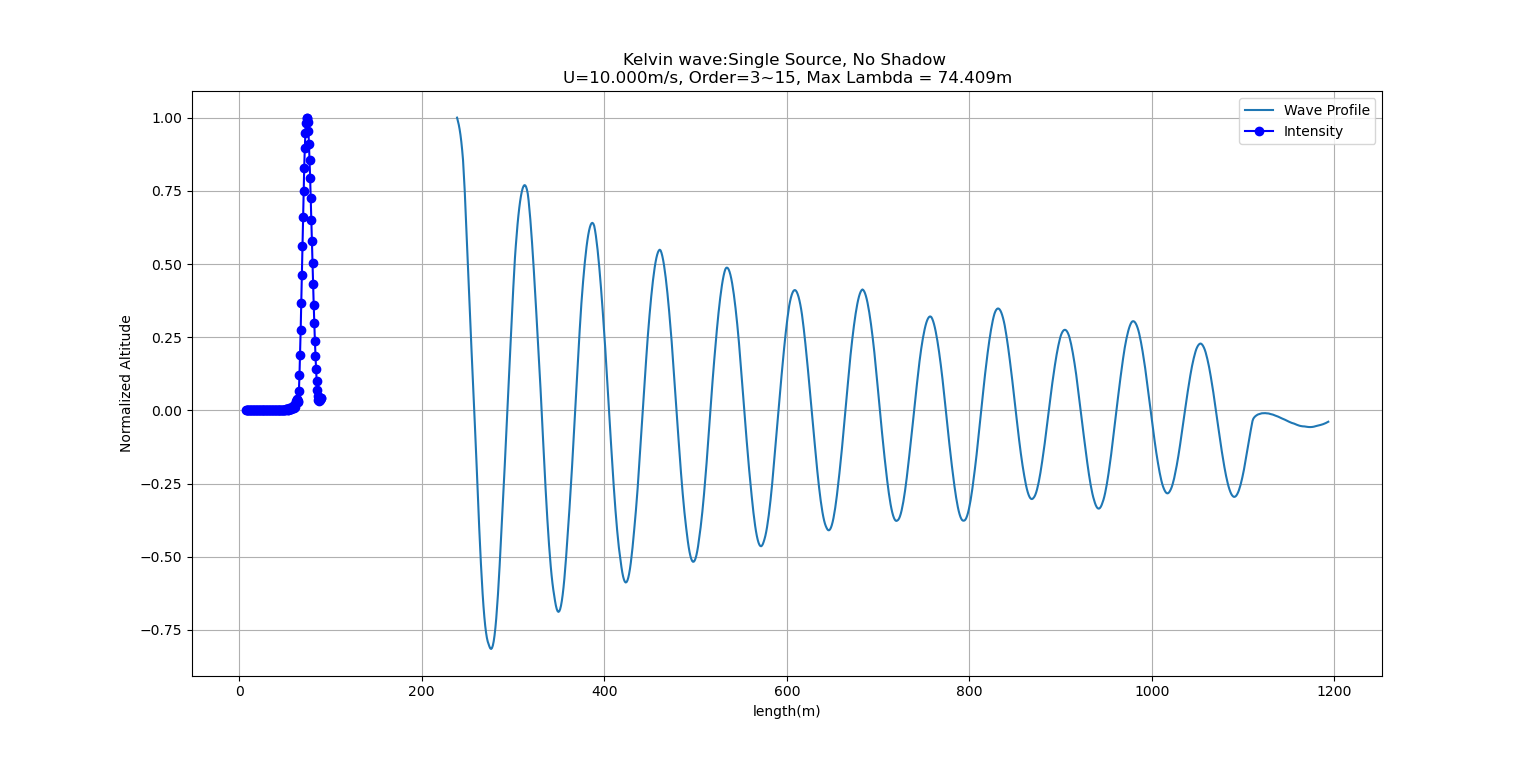 Kelvin wave:Single Source, No Shadow
U=10.000m/s, Order=3~15, Max Lambda = 74.409m
Wave Profile
Intensity
1.00
0.75
0.50
0.25
0.00
−0.25
−0.50
−0.75
Normalized Altitude
0
200
400
600
800
1000
1200
length(m)